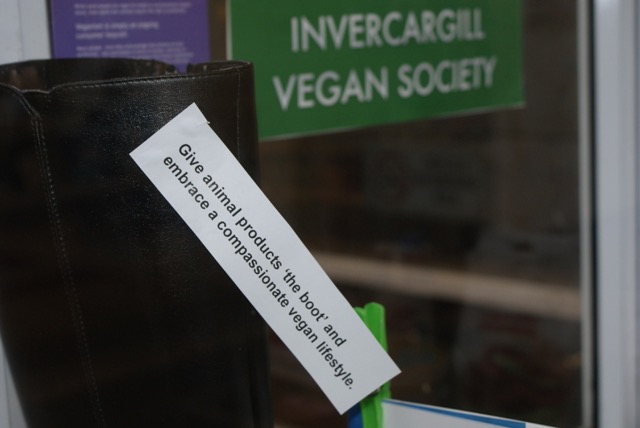 INVERCARGILL
VEGAN SOCIETY
Give animal products 'the boot' and
embrace a compassionate vegan lifestyle.